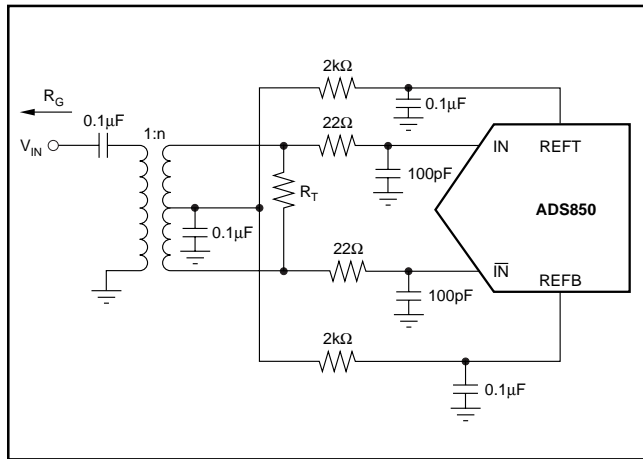 2kΩ
R_G
0.1µF
0.1µF
1:n
22Ω
V_IN
IN
REFT
100pF
R_T
ADS850
0.1µF
22Ω
I̅N̅
REFB
100pF
2kΩ
0.1µF